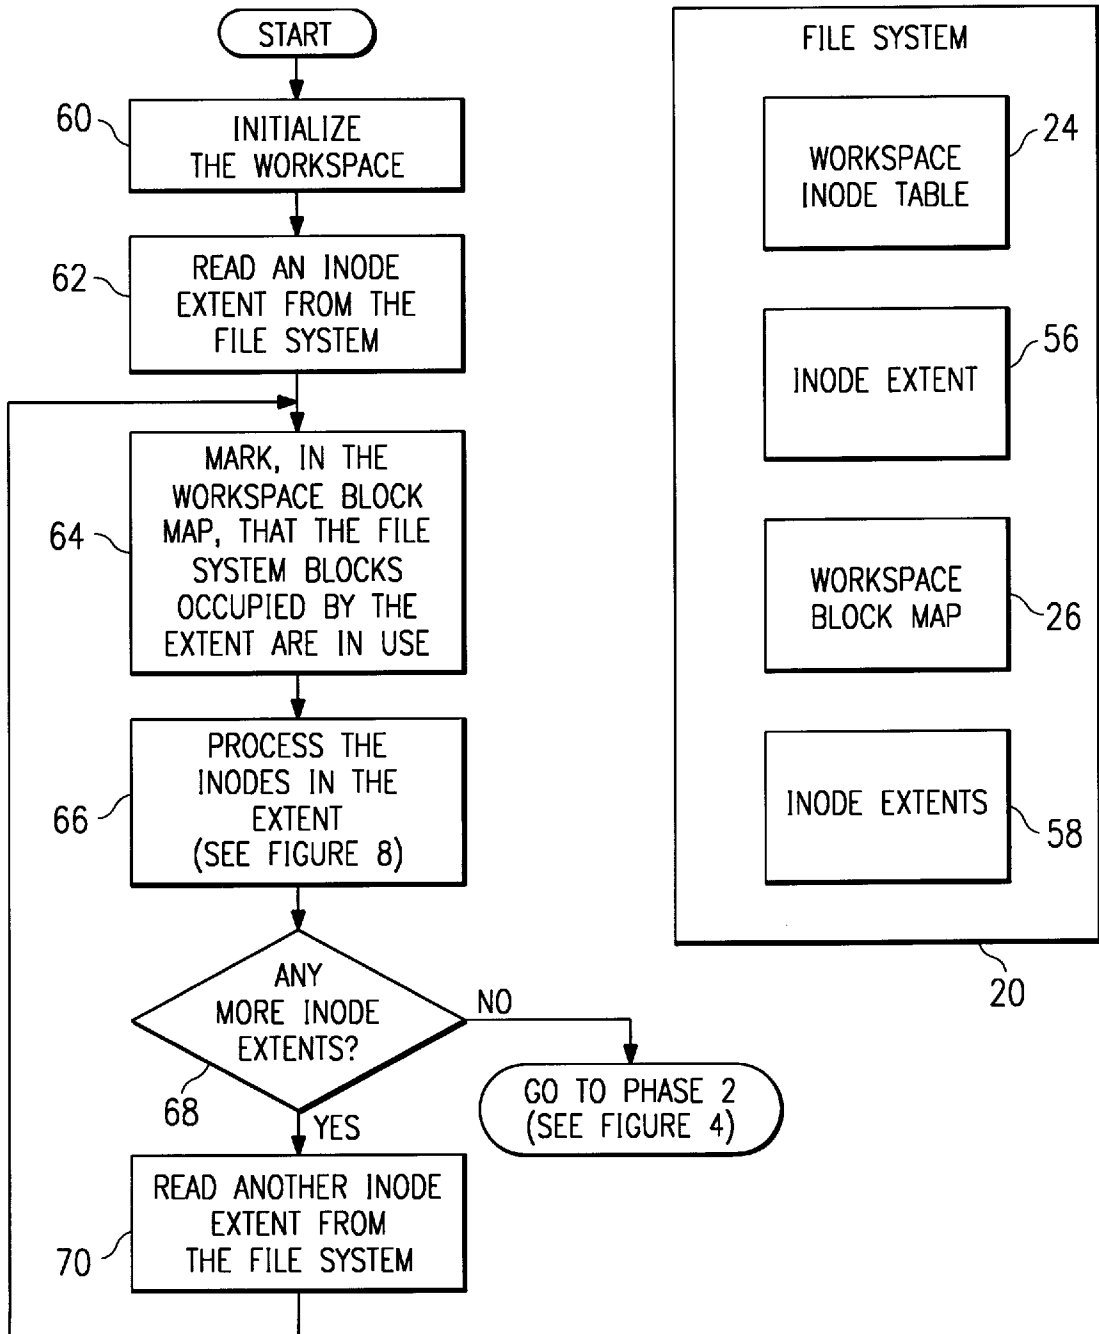 START
60
INITIALIZE
THE WORKSPACE
62
READ AN INODE
EXTENT FROM THE
FILE SYSTEM
64
MARK, IN THE
WORKSPACE BLOCK
MAP, THAT THE FILE
SYSTEM BLOCKS
OCCUPIED BY THE
EXTENT ARE IN USE
66
PROCESS THE
INODES IN THE
EXTENT
(SEE FIGURE 8)
ANY
MORE INODE
EXTENTS?
68
NO
GO TO PHASE 2
(SEE FIGURE 4)
YES
70
READ ANOTHER INODE
EXTENT FROM
THE FILE SYSTEM
FILE SYSTEM
WORKSPACE
INODE TABLE
24
INODE EXTENT
56
WORKSPACE
BLOCK MAP
26
INODE EXTENTS
58
20